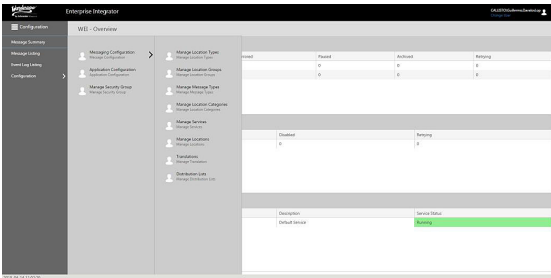 Enterprise Integrator
Change User
Configuration
WEI - Overview
Message Summary
Message Listing
Event Log Listing
Configuration
Messaging Configuration
Message Configuration
Application Configuration
Application Configuration
Manage Security Group
Manage Security Group
Manage Location Types
Manage Location Types
Manage Location Groups
Manage Location Groups
Manage Message Types
Manage Message Types
Manage Location Categories
Manage Location Categories
Manage Services
Manage Services
Manage Locations
Manage Locations
Translations
Manage Translations
Distribution Lists
Manage Distribution Lists
Paused
Archived
Retrying
0
0
0
0
0
0
Disabled
Retrying
0
0
Description
Service Status
Default Service
Running